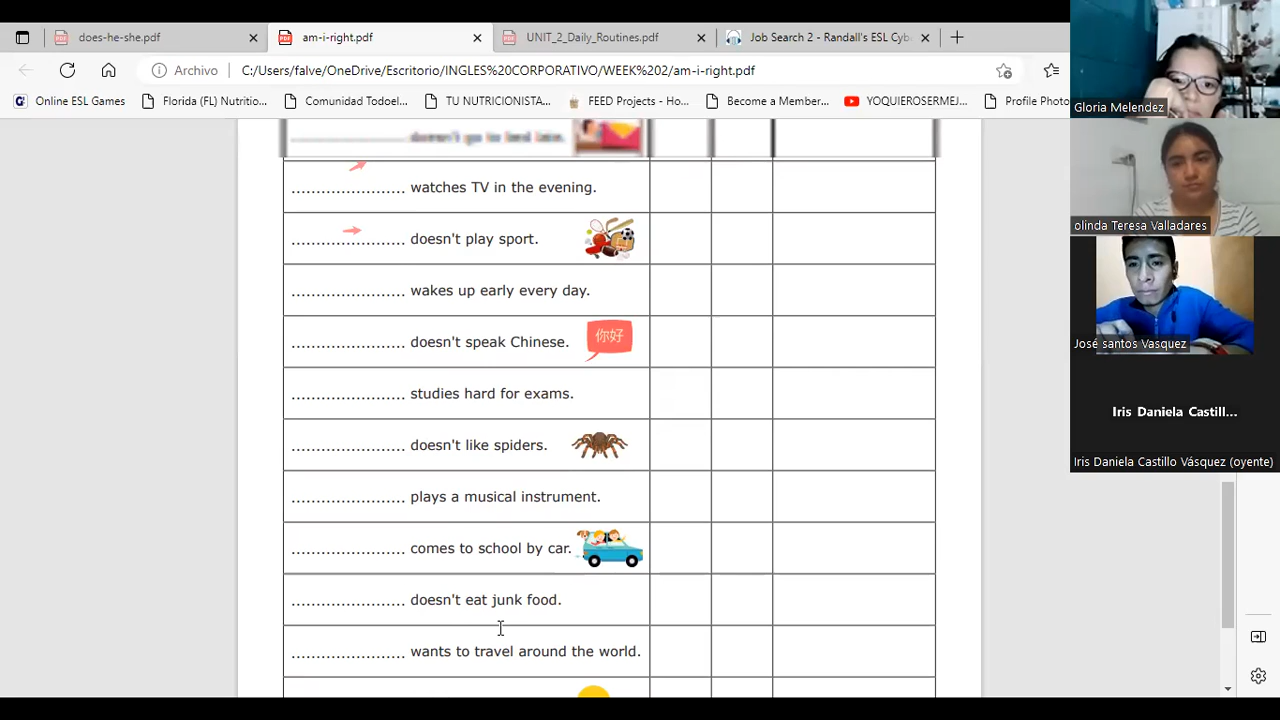 does-he-she.pdf
am-i-right.pdf
UNIT_2_Daily_Routines.pdf
Job Search 2 - Randall's ESL Cyb
Archivo C:/Users/falve/OneDrive/Escritorio/INGLES%20CORPORATIVO/WEEK%202/am-i-right.pdf
Online ESL Games Florida (FL) Nutritio... Comunidad Todoel... TU NUTRICIONISTA... FEED Projects - Ho... Become a Member... YOQUIEROSERMEJ... Profile Photo
...................... doesn't go to bed late.
...................... watches TV in the evening.
...................... doesn't play sport.
...................... wakes up early every day.
...................... doesn't speak Chinese.
你好
...................... studies hard for exams.
...................... doesn't like spiders.
...................... plays a musical instrument.
...................... comes to school by car.
...................... doesn't eat junk food.
...................... wants to travel around the world.
Gloria Melendez
olinda Teresa Valladares
José santos Vasquez
Iris Daniela Castill...
Iris Daniela Castillo Vásquez (oyente)